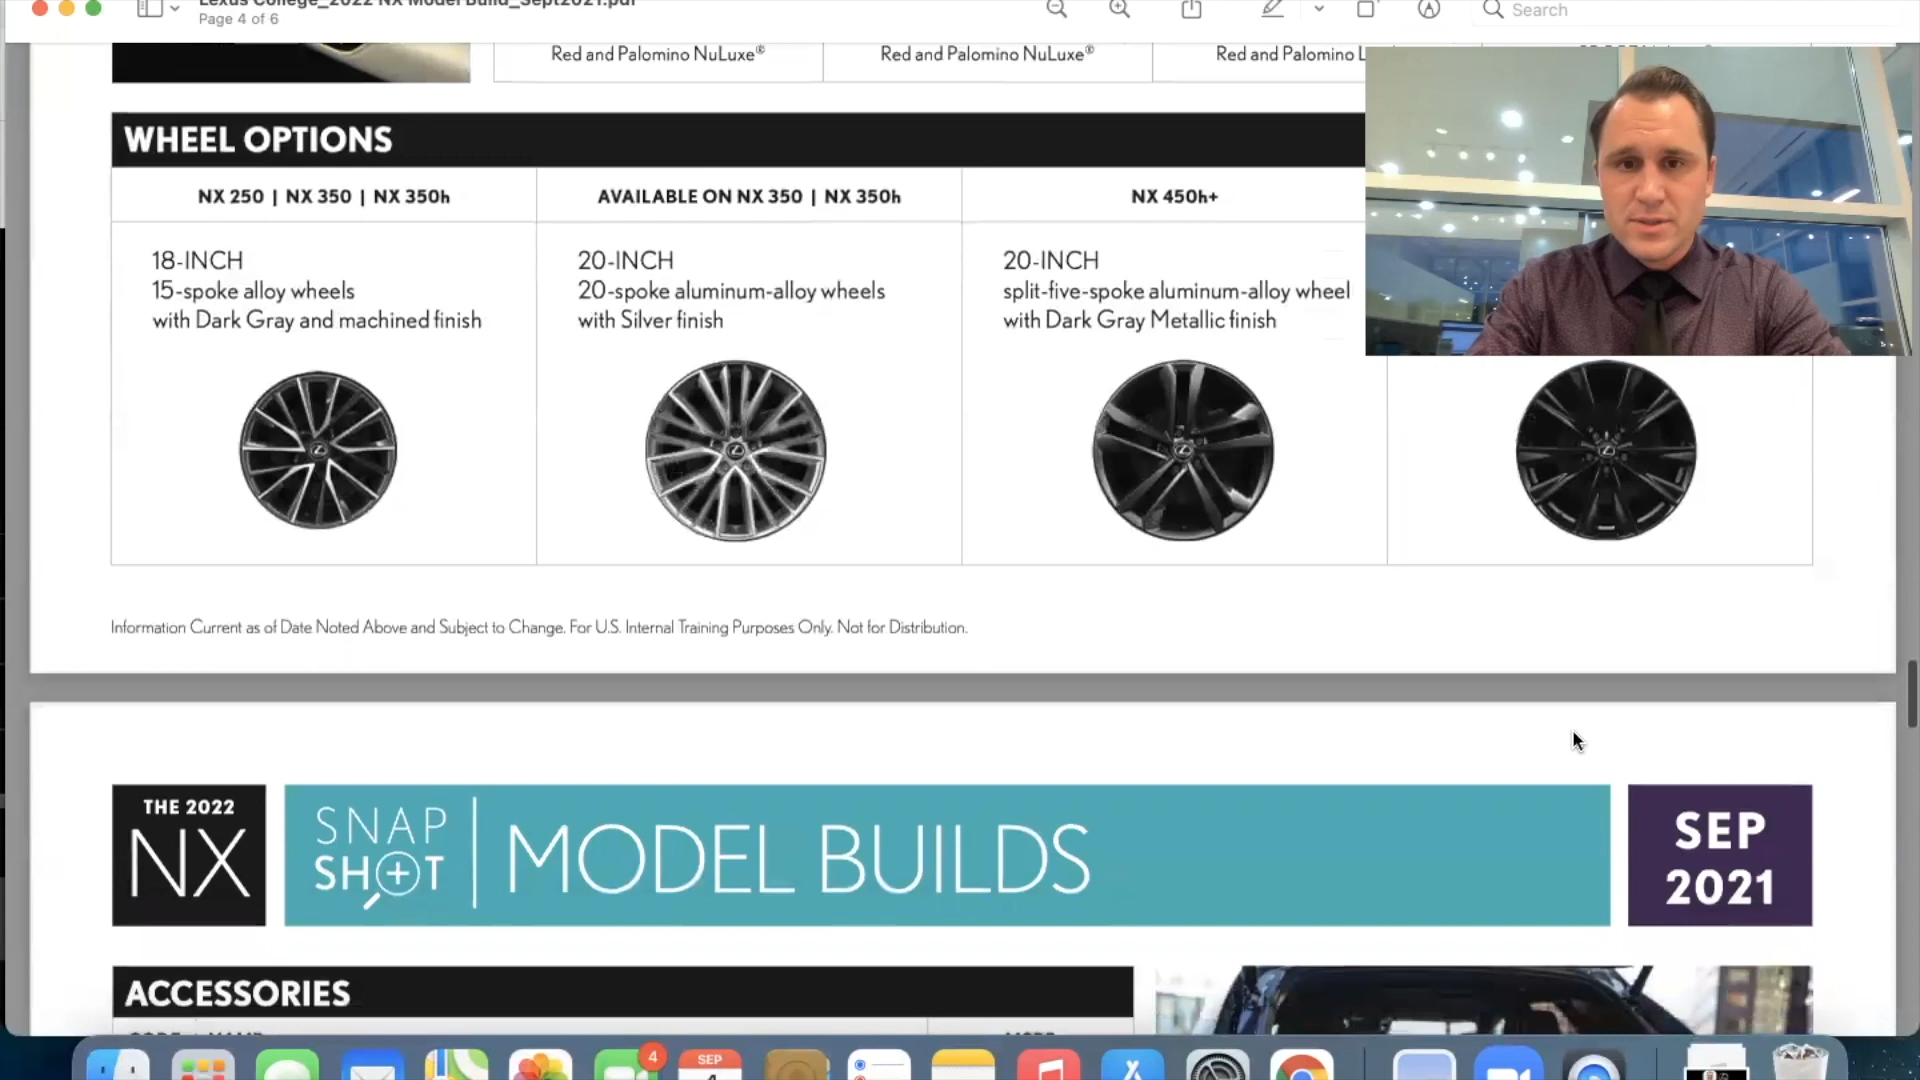 Page 4 of 6
Search
Red and Palomino NuLuxe®
Red and Palomino NuLuxe®
Red and Palomino L
WHEEL OPTIONS
NX 250 | NX 350 | NX 350h
AVAILABLE ON NX 350 | NX 350h
NX 450h+
18-INCH
15-spoke alloy wheels
with Dark Gray and machined finish
20-INCH
20-spoke aluminum-alloy wheels
with Silver finish
20-INCH
split-five-spoke aluminum-alloy wheel
with Dark Gray Metallic finish
Information Current as of Date Noted Above and Subject to Change. For U.S. Internal Training Purposes Only. Not for Distribution.
THE 2022
NX
SNAP
SHOT
MODEL BUILDS
SEP
2021
ACCESSORIES
4
SEP